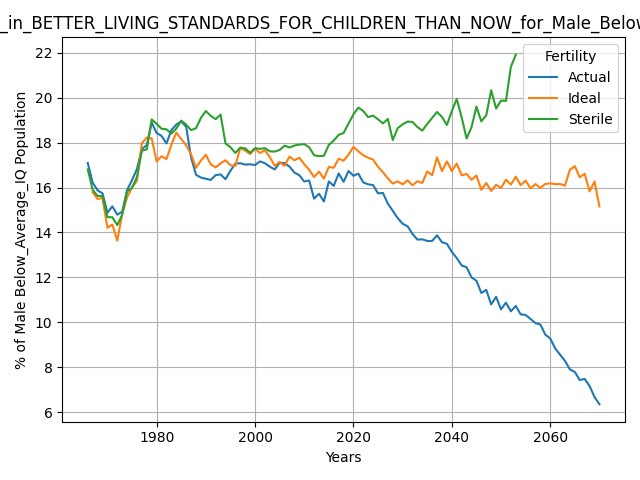 _in_BETTER_LIVING_STANDARDS_FOR_CHILDREN_THAN_NOW_for_Male_Below
Fertility
Actual
Ideal
Sterile
% of Male Below_Average_IQ Population
22
20
18
16
14
12
10
8
6
1980
2000
2020
2040
2060
Years